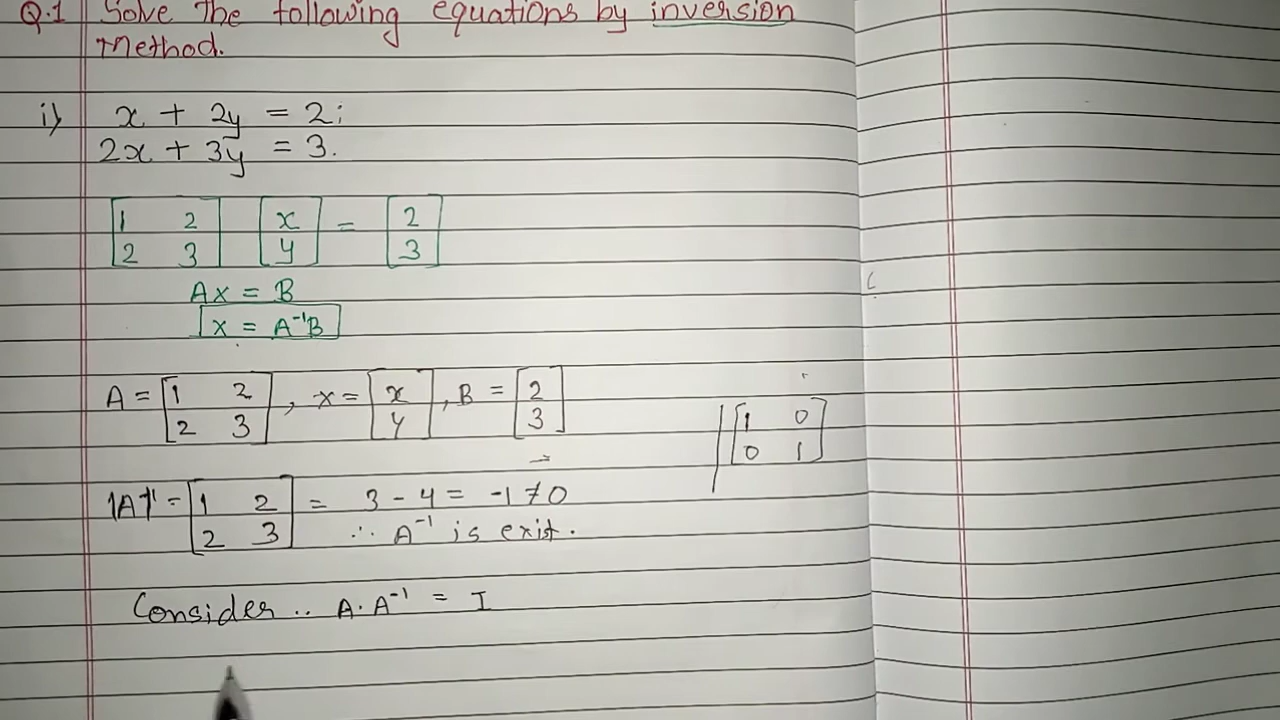 Q.1 Solve The following equations by inversion
Method.
i) x + 2y = 2;
2x + 3y = 3.
[1 2] [x] = [2]
[2 3] [y] [3]
AX = B
X = A⁻¹B
A = [1 2], x = [x], B = [2]
[2 3] [y] [3]
[1 0]
[0 1]
|A| = [1 2] = 3 - 4 = -1 ≠ 0
[2 3] ∴ A⁻¹ is exist.
Consider .. A. A⁻¹ = I